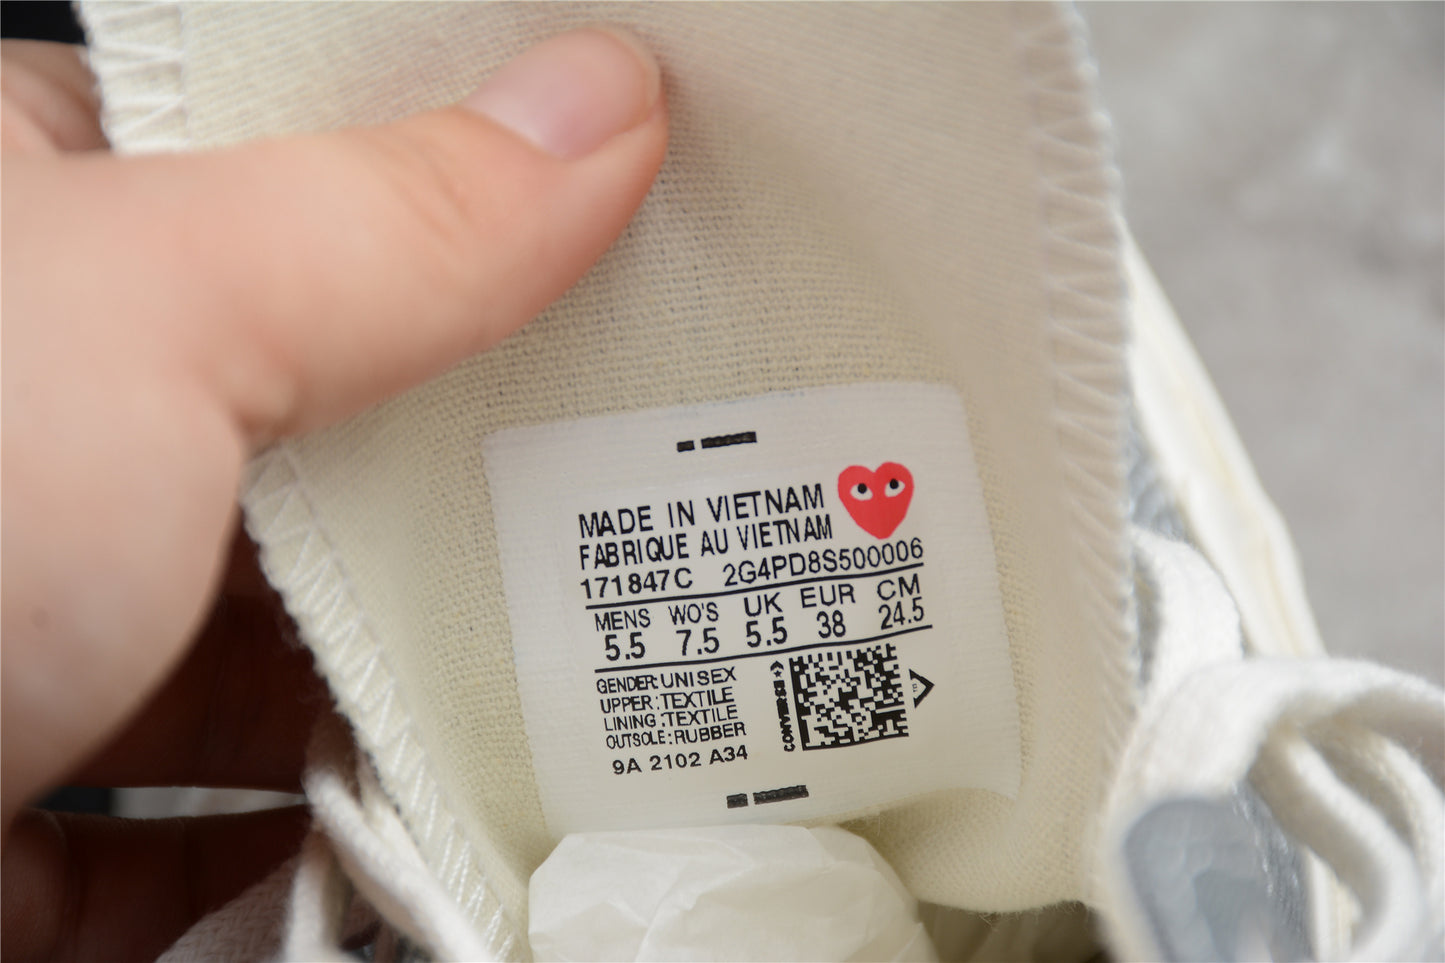 MADE IN VIETNAM
FABRIQUE AU VIETNAM
171847C 2G4PD8S500006
MENS WO'S UK EUR CM
5.5 7.5 5.5 38 24.5
GENDER:UNISEX
UPPER:TEXTILE
LINING:TEXTILE
OUTSOLE:RUBBER
9A 2102 A34
CONVERSE